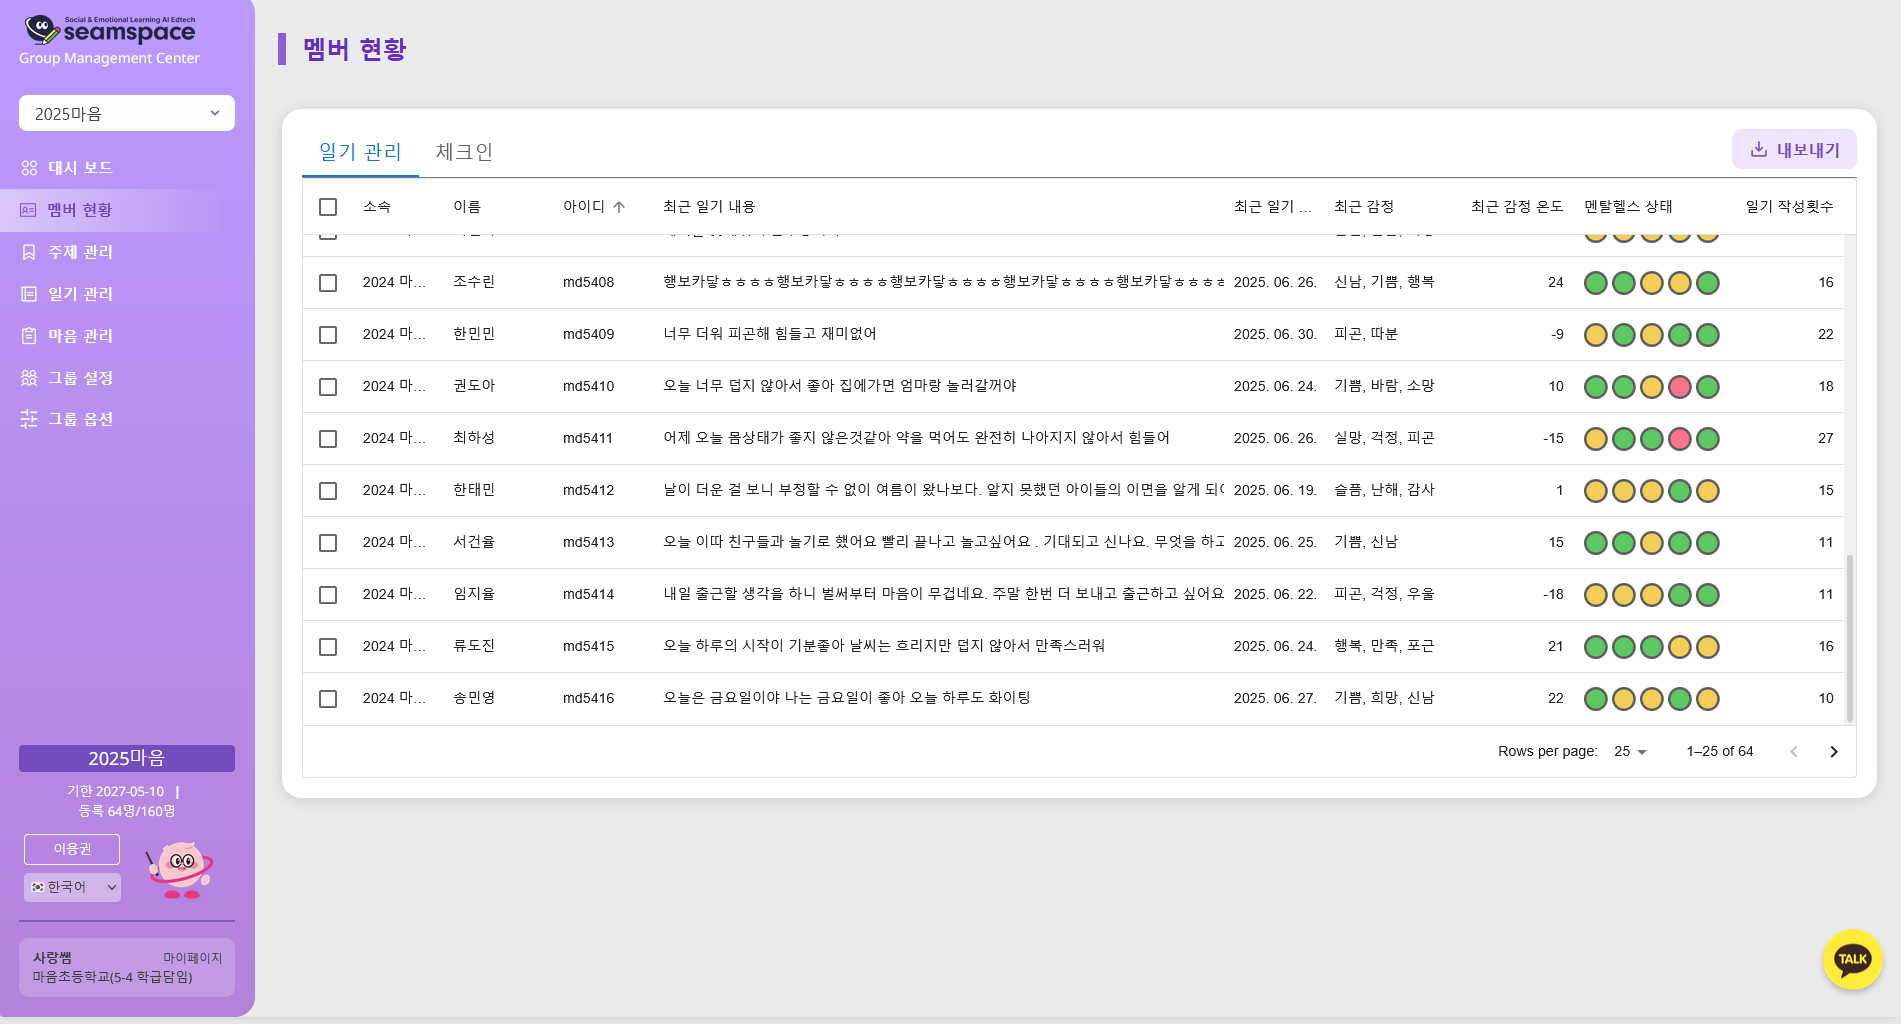 Social & Emotional Learning AI Edtech
seamspace
Group Management Center
2025마음
대시 보드
멤버 현황
주제 관리
일기 관리
마음 관리
그룹 설정
그룹 옵션
2025마음
기한 2027-05-10 |
등록 64명/160명
이용권
한국어
사랑쌤 마이페이지
마음초등학교(5-4 학급담임)
멤버 현황
일기 관리 체크인 내보내기
소속 이름 아이디 최근 일기 내용 최근 일기 ... 최근 감정 최근 감정 온도 멘탈헬스 상태 일기 작성횟수
2024 마... 조수린 md5408 행보카닿ㅎㅎㅎㅎ행보카닿ㅎㅎㅎㅎ행보카닿ㅎㅎㅎㅎ행보카닿ㅎㅎㅎㅎ행보카닿ㅎㅎㅎ 2025. 06. 26. 신남, 기쁨, 행복 24 16
2024 마... 한민민 md5409 너무 더워 피곤해 힘들고 재미없어 2025. 06. 30. 피곤, 따분 -9 22
2024 마... 권도아 md5410 오늘 너무 덥지 않아서 좋아 집에가면 엄마랑 놀러갈꺼야 2025. 06. 24. 기쁨, 바람, 소망 10 18
2024 마... 최하성 md5411 어제 오늘 몸상태가 좋지 않은것같아 약을 먹어도 완전히 나아지지 않아서 힘들어 2025. 06. 26. 실망, 걱정, 피곤 -15 27
2024 마... 한태민 md5412 날이 더운 걸 보니 부정할 수 없이 여름이 왔나보다. 알지 못했던 아이들의 이면을 알게 2025. 06. 19. 슬픔, 난해, 감사 1 15
2024 마... 서건율 md5413 오늘 이따 친구들과 놀기로 했어요 빨리 끝나고 놀고싶어요 . 기대되고 신나요. 무엇을 하고 2025. 06. 25. 기쁨, 신남 15 11
2024 마... 임지율 md5414 내일 출근할 생각을 하니 벌써부터 마음이 무겁네요. 주말 한번 더 보내고 출근하고 싶어요 2025. 06. 22. 피곤, 걱정, 우울 -18 11
2024 마... 류도진 md5415 오늘 하루의 시작이 기분좋아 날씨는 흐리지만 덥지 않아서 만족스러워 2025. 06. 24. 행복, 만족, 포근 21 16
2024 마... 송민영 md5416 오늘은 금요일이야 나는 금요일이 좋아 오늘 하루도 화이팅 2025. 06. 27. 기쁨, 희망, 신남 22 10
Rows per page: 25 1–25 of 64
TALK